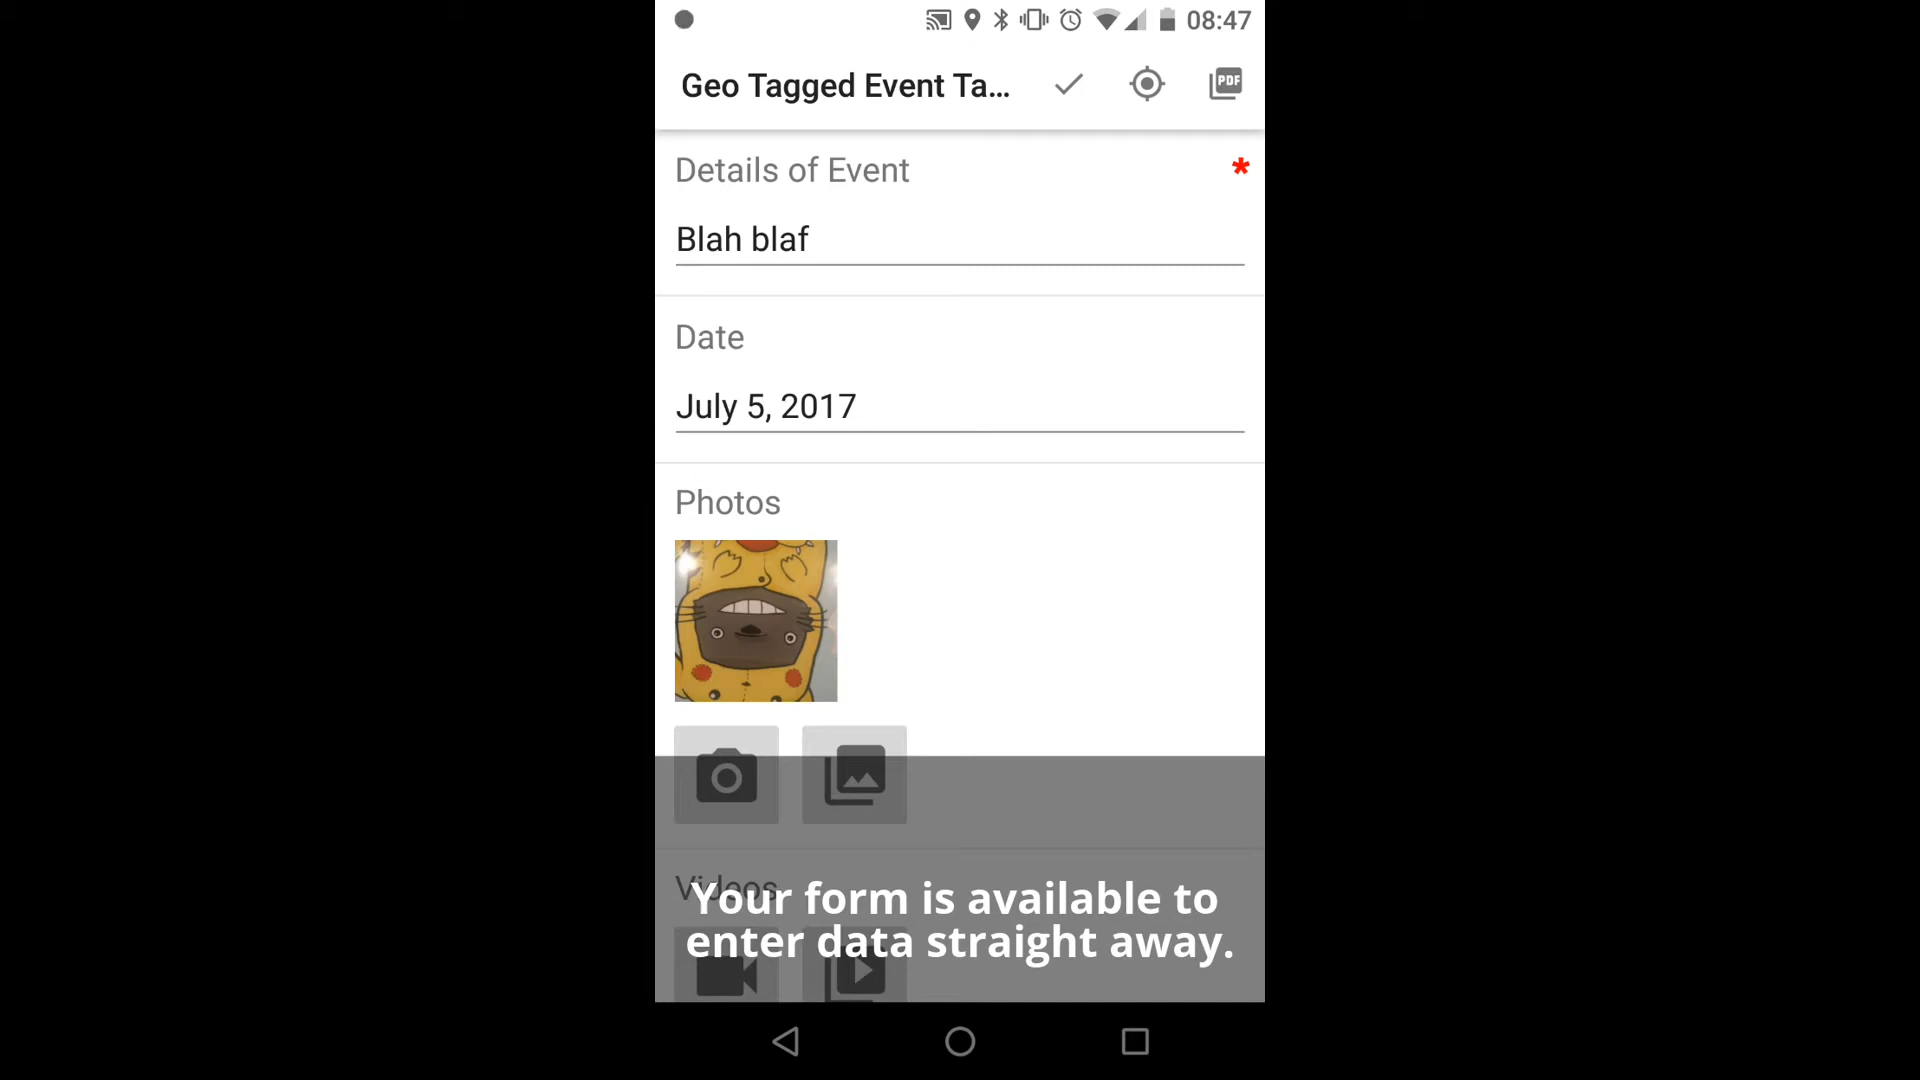 08:47
Geo Tagged Event Ta...
PDF
Details of Event *
Blah blaf
Date
July 5, 2017
Photos
Videos
Your form is available to
enter data straight away.